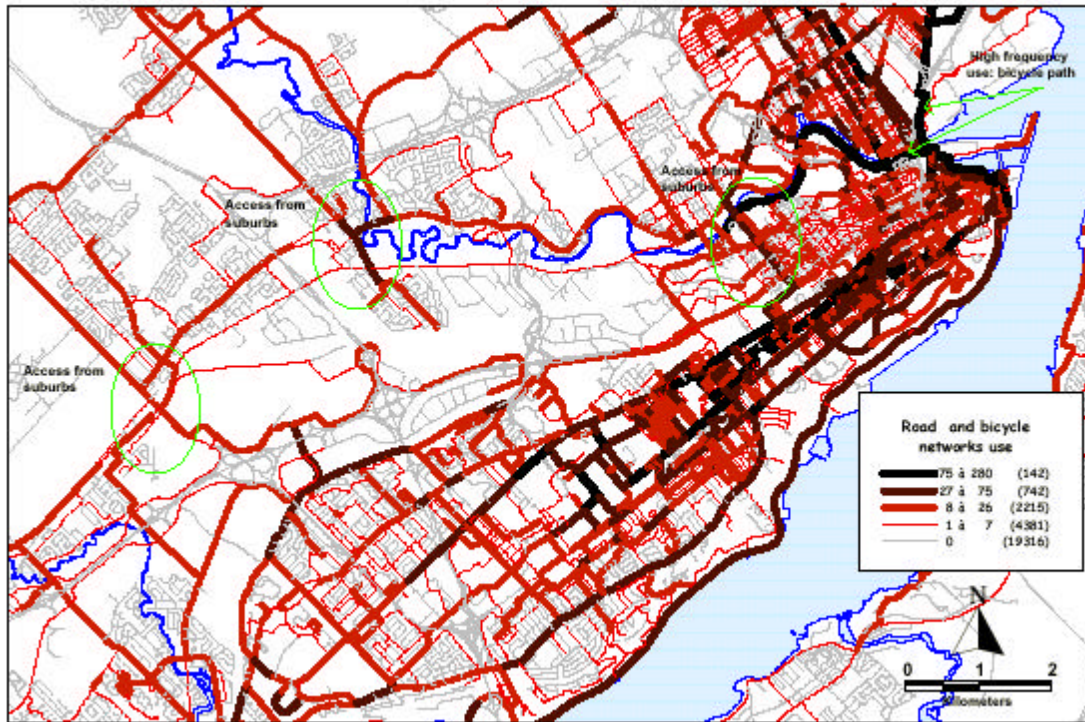 High frequency
use: bicycle path
Access from
suburbs
Access from
suburbs
Access from
suburbs
Road and bicycle
networks use
75 à 280 (142)
27 à 75 (742)
8 à 26 (2215)
1 à 7 (4381)
0 (19316)
N
0 1 2
kilometers